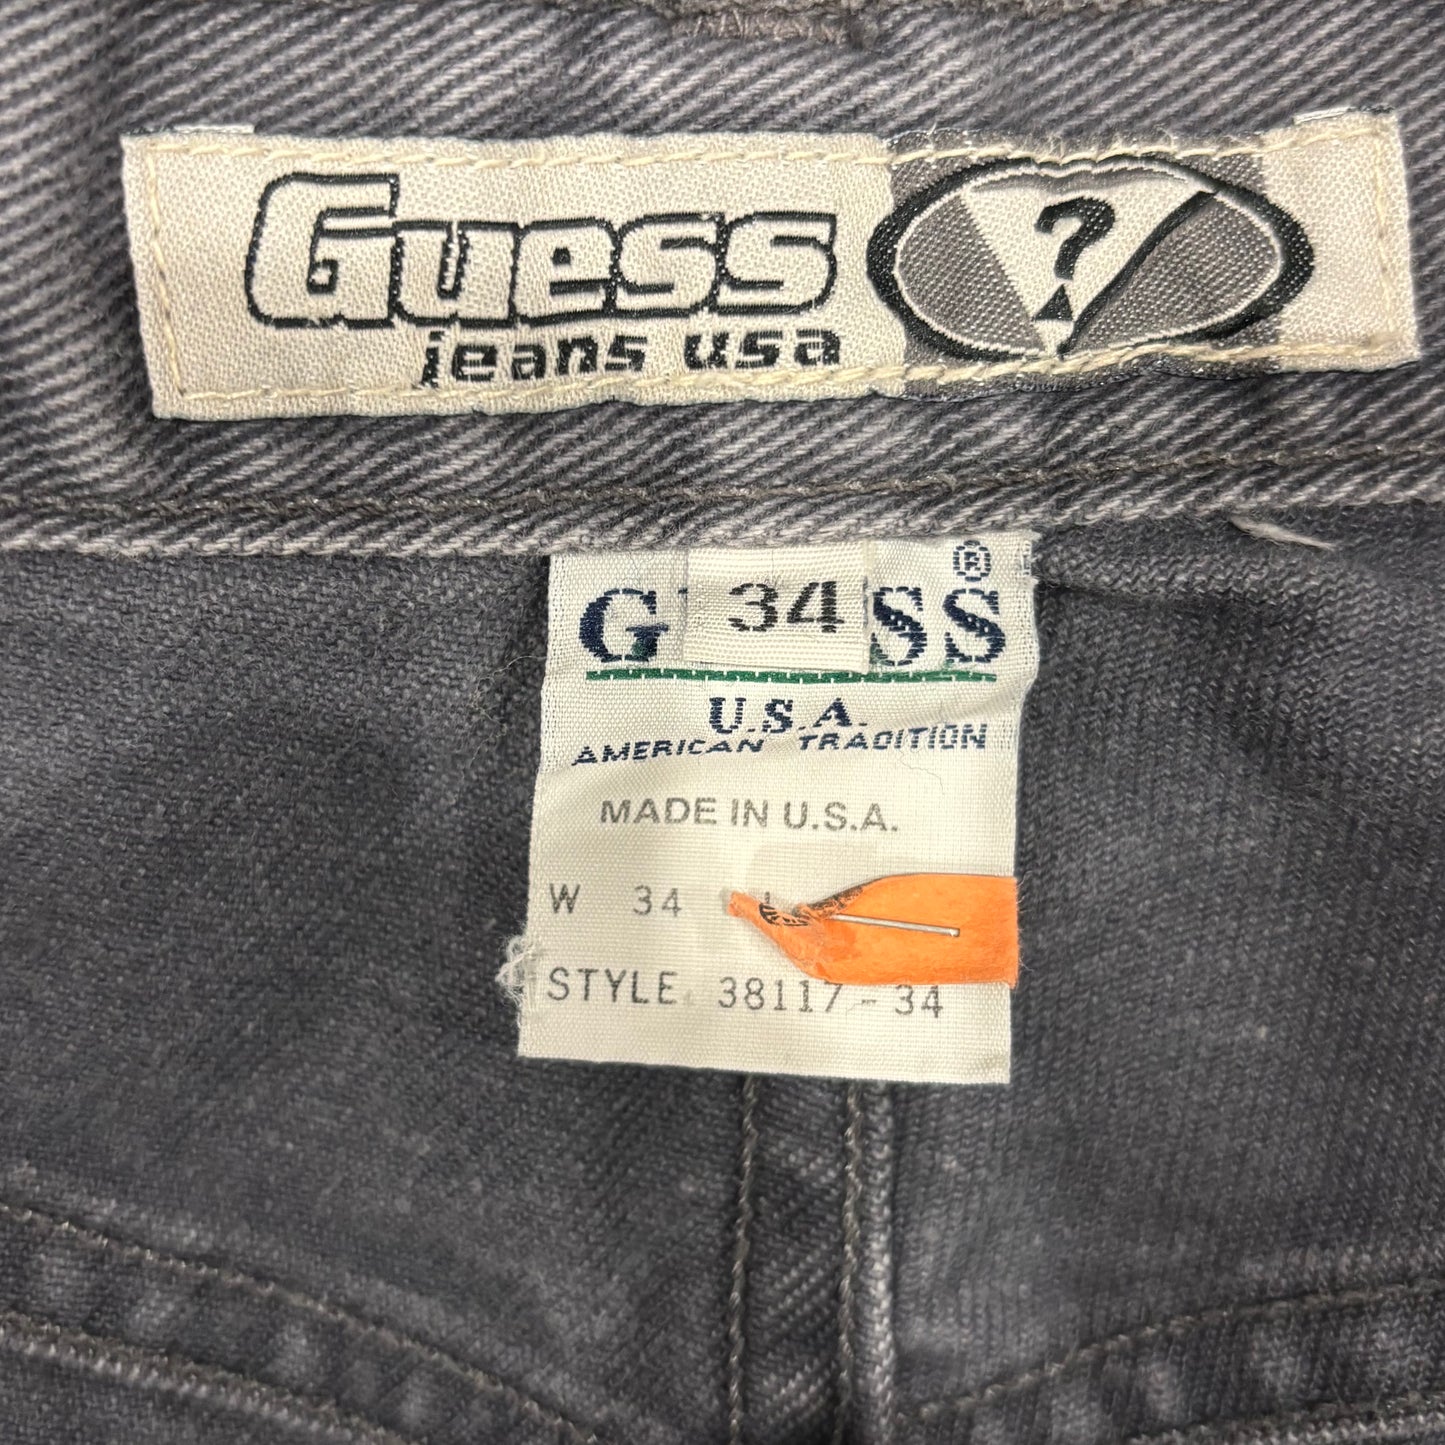 Guess
jeans usa
?
34
G SS ®
U.S.A.
AMERICAN TRADITION
MADE IN U.S.A.
W 34
STYLE 38117-34